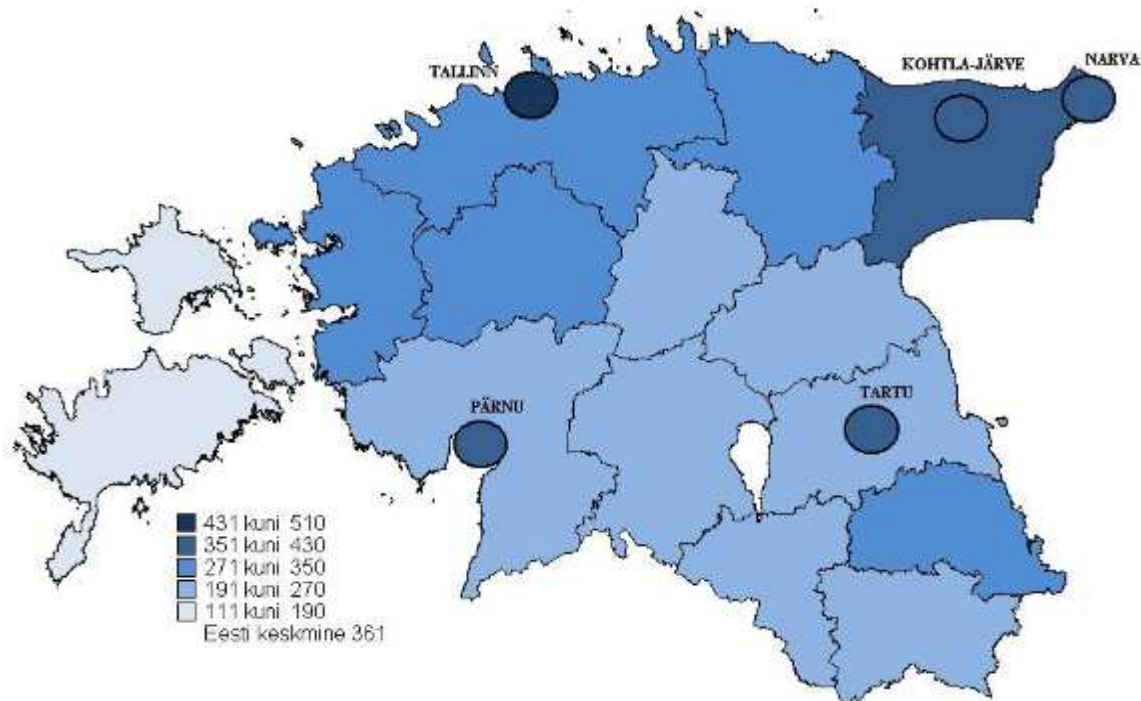 TALLINN
KOHTLA-JÄRVE
NARVA
PÄRNU
TARTU
431 kuni 510
351 kuni 430
271 kuni 350
191 kuni 270
111 kuni 190
Eesti keskmine 361